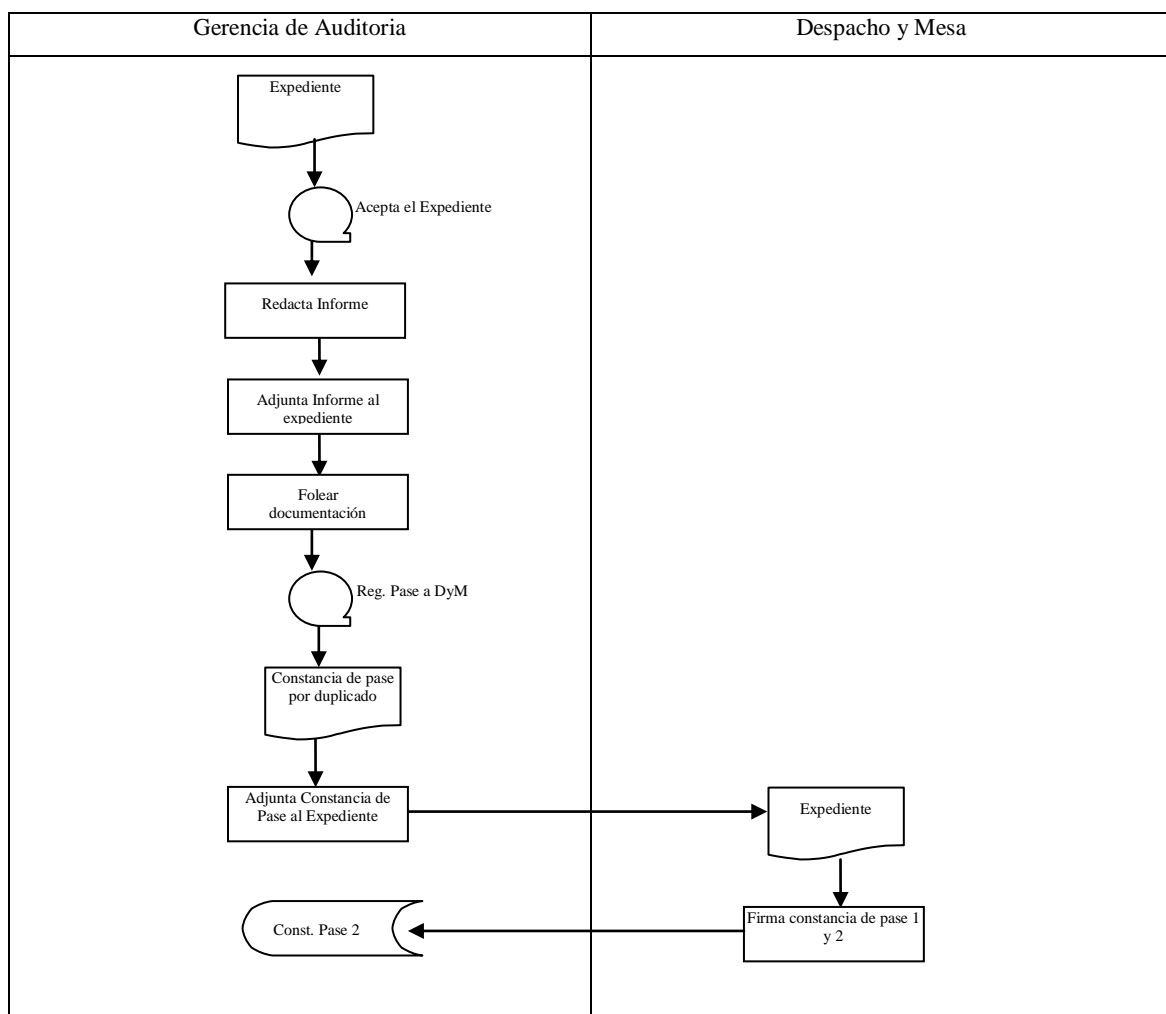 Gerencia de Auditoria
Despacho y Mesa
Expediente
Acepta el Expediente
Redacta Informe
Adjunta Informe al
expediente
Folear
documentación
Reg. Pase a DyM
Constancia de pase
por duplicado
Adjunta Constancia de
Pase al Expediente
Expediente
Firma constancia de pase 1
y 2
Const. Pase 2